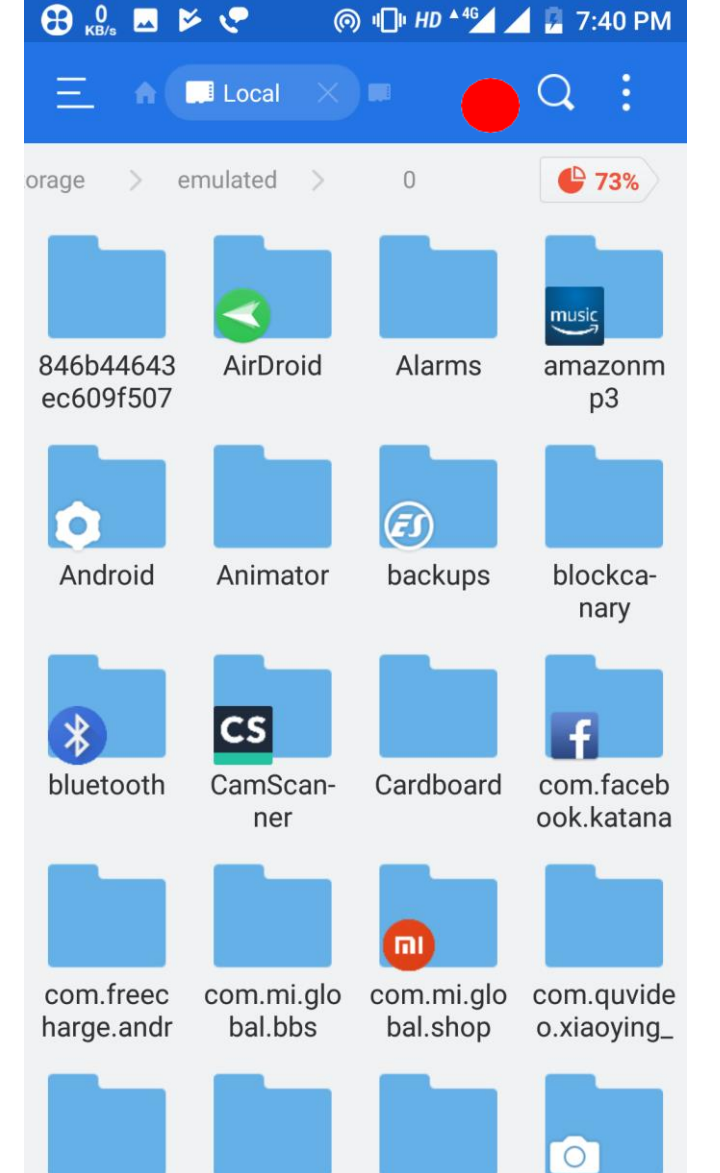 0
KB/s
HD 4G 7:40 PM
Local
orage > emulated > 0 73%
music
846b44643
ec609f507
AirDroid
Alarms
amazonm
p3
Android
Animator
ES
backups
blockca-
nary
bluetooth
CS
CamScan-
ner
Cardboard
f
com.faceb
ook.katana
com.freec
harge.andr
com.mi.glo
bal.bbs
mi
com.mi.glo
bal.shop
com.quvide
o.xiaoying_